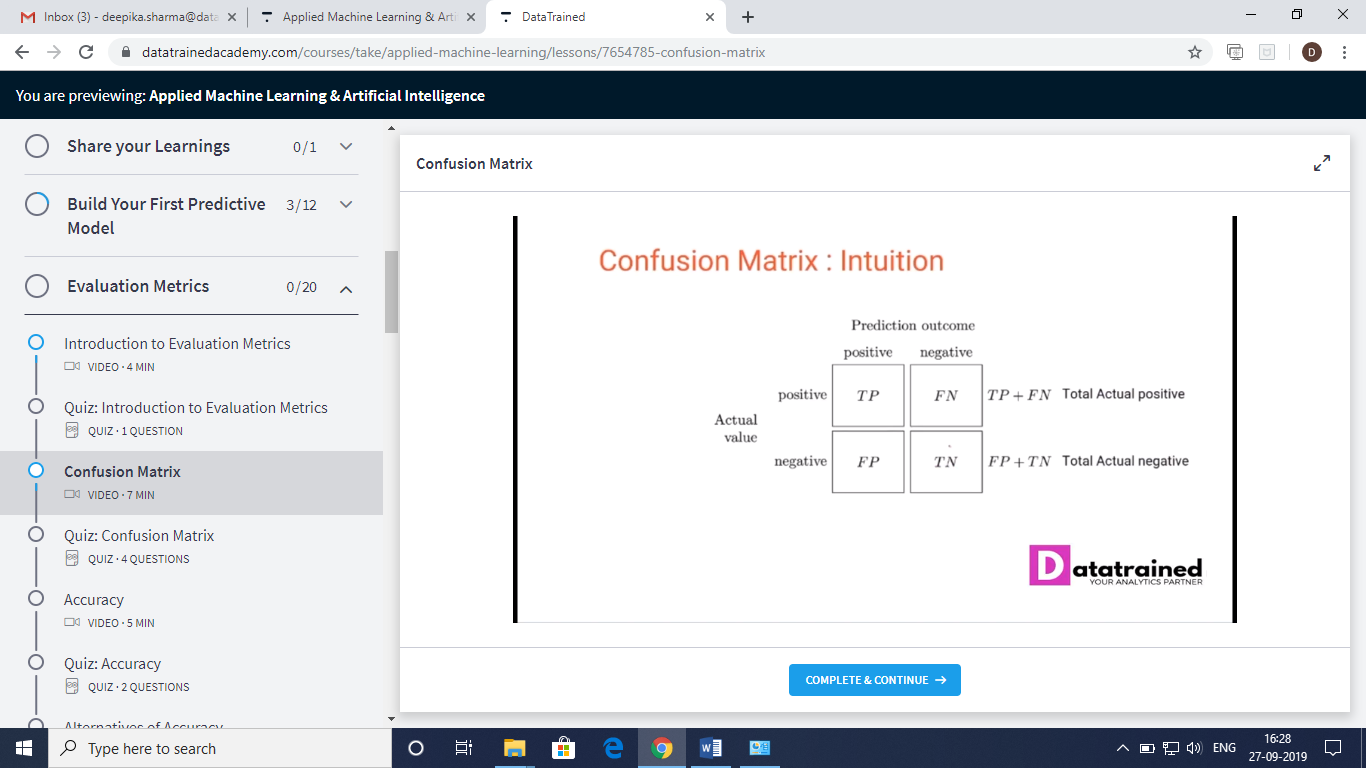 Inbox (3) - deepika.sharma@data
Applied Machine Learning & Arti
DataTrained
datatrainedacademy.com/courses/take/applied-machine-learning/lessons/7654785-confusion-matrix
D
You are previewing: Applied Machine Learning & Artificial Intelligence
Share your Learnings 0/1
Build Your First Predictive 3/12
Model
Evaluation Metrics 0/20
Introduction to Evaluation Metrics
VIDEO · 4 MIN
Quiz: Introduction to Evaluation Metrics
QUIZ · 1 QUESTION
Confusion Matrix
VIDEO · 7 MIN
Quiz: Confusion Matrix
QUIZ · 4 QUESTIONS
Accuracy
VIDEO · 5 MIN
Quiz: Accuracy
QUIZ · 2 QUESTIONS
Alternatives of Accuracy
Confusion Matrix
Confusion Matrix : Intuition
Prediction outcome
positive negative
positive TP FN TP + FN Total Actual positive
Actual
value
negative FP TN FP + TN Total Actual negative
Datatrained
YOUR ANALYTICS PARTNER
COMPLETE & CONTINUE →
Type here to search
ENG
16:28
27-09-2019